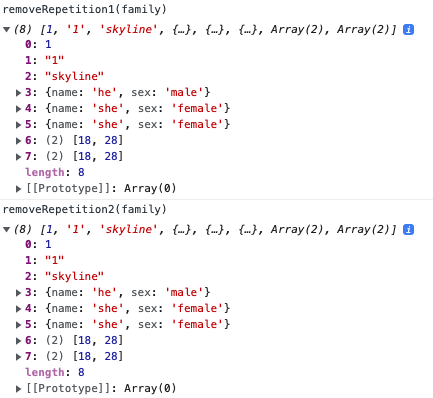 removeRepetition1(family)
(8) [1, '1', 'skyline', {…}, {…}, {…}, Array(2), Array(2)] i
0: 1
1: "1"
2: "skyline"
3: {name: 'he', sex: 'male'}
4: {name: 'she', sex: 'female'}
5: {name: 'she', sex: 'female'}
6: (2) [18, 28]
7: (2) [18, 28]
length: 8
[[Prototype]]: Array(0)
removeRepetition2(family)
(8) [1, '1', 'skyline', {…}, {…}, {…}, Array(2), Array(2)] i
0: 1
1: "1"
2: "skyline"
3: {name: 'he', sex: 'male'}
4: {name: 'she', sex: 'female'}
5: {name: 'she', sex: 'female'}
6: (2) [18, 28]
7: (2) [18, 28]
length: 8
[[Prototype]]: Array(0)